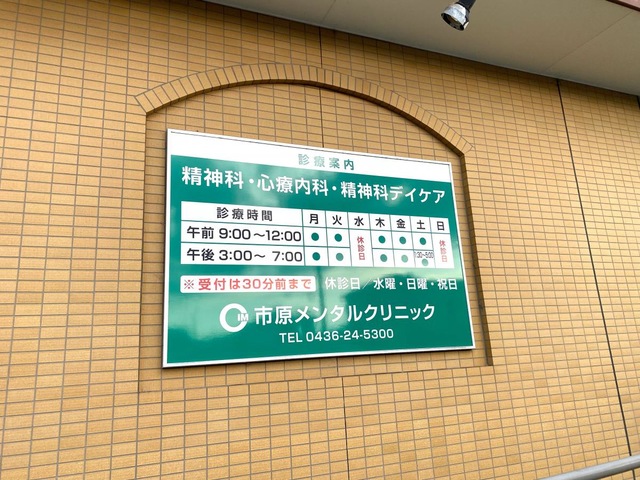 診療案内
精神科・心療内科・精神科デイケア
診療時間 月 火 水 木 金 土 日
午前 9:00〜12:00 ● ● 休診日 ● ● ● 休診日
午後 3:00〜 7:00 ● ● ● ● ●
※ 受付は30分前まで 休診日／水曜・日曜・祝日
市原メンタルクリニック
TEL 0436-24-5300